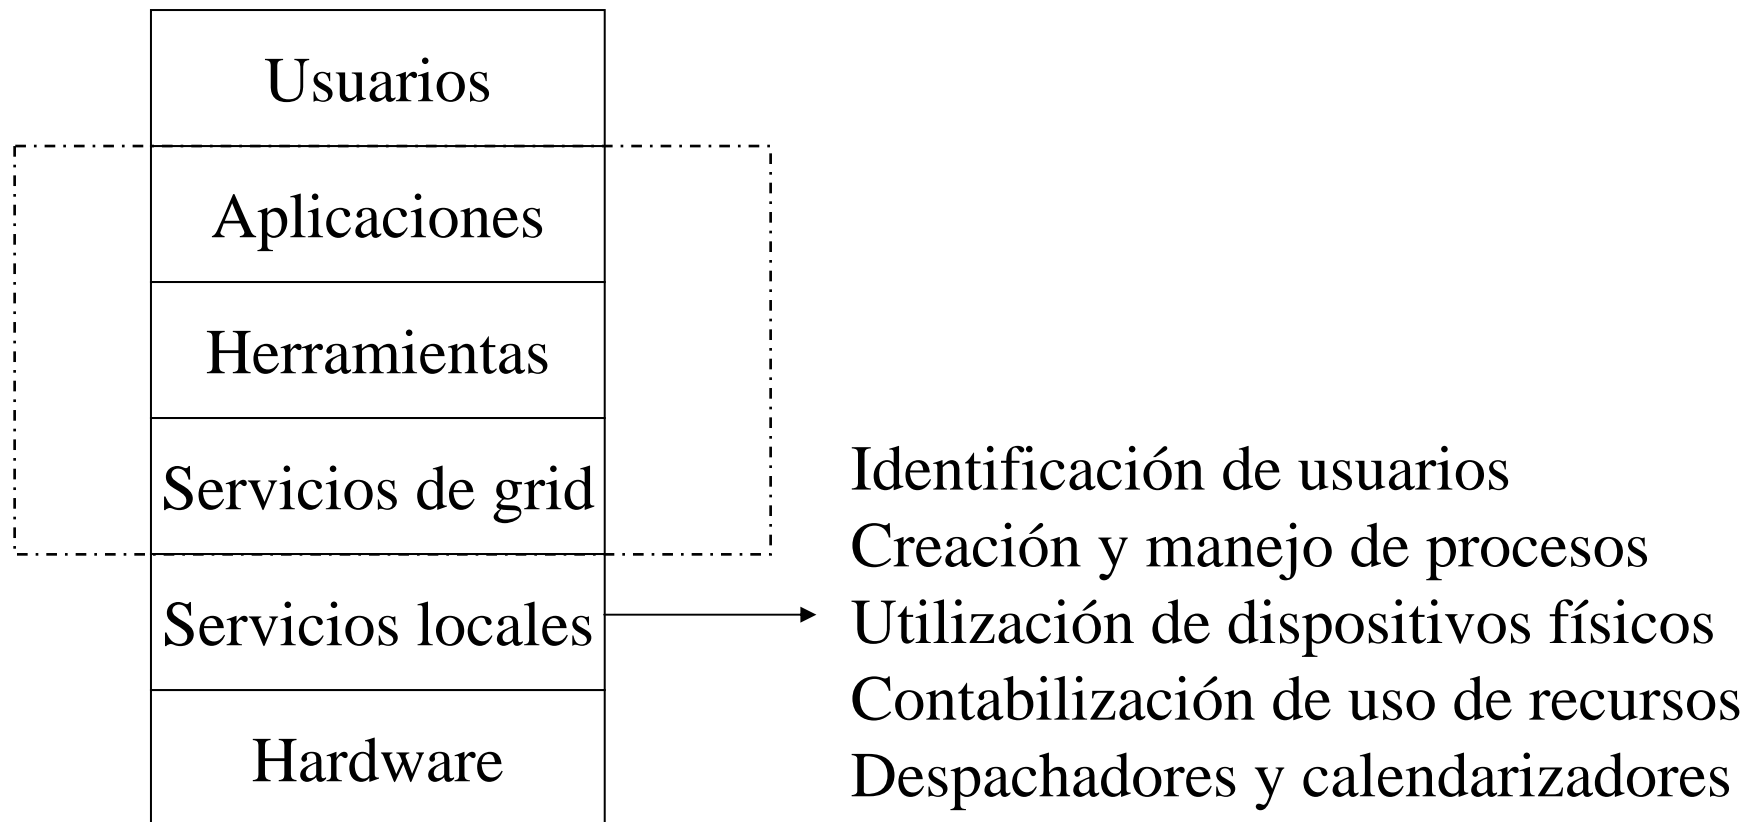 Usuarios
Aplicaciones
Herramientas
Servicios de grid
Servicios locales
Hardware
Identificación de usuarios
Creación y manejo de procesos
Utilización de dispositivos físicos
Contabilización de uso de recursos
Despachadores y calendarizadores